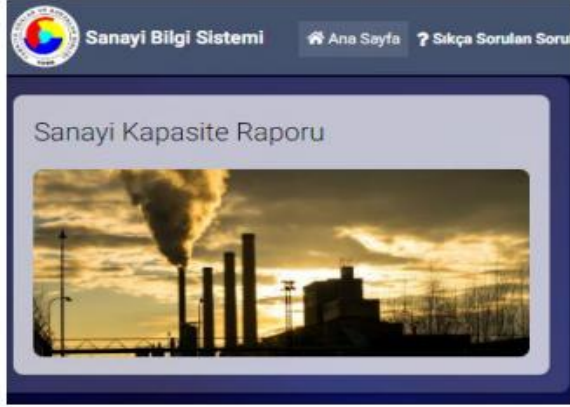 Sanayi Bilgi Sistemi
Ana Sayfa
? Sıkça Sorulan Soru
Sanayi Kapasite Raporu